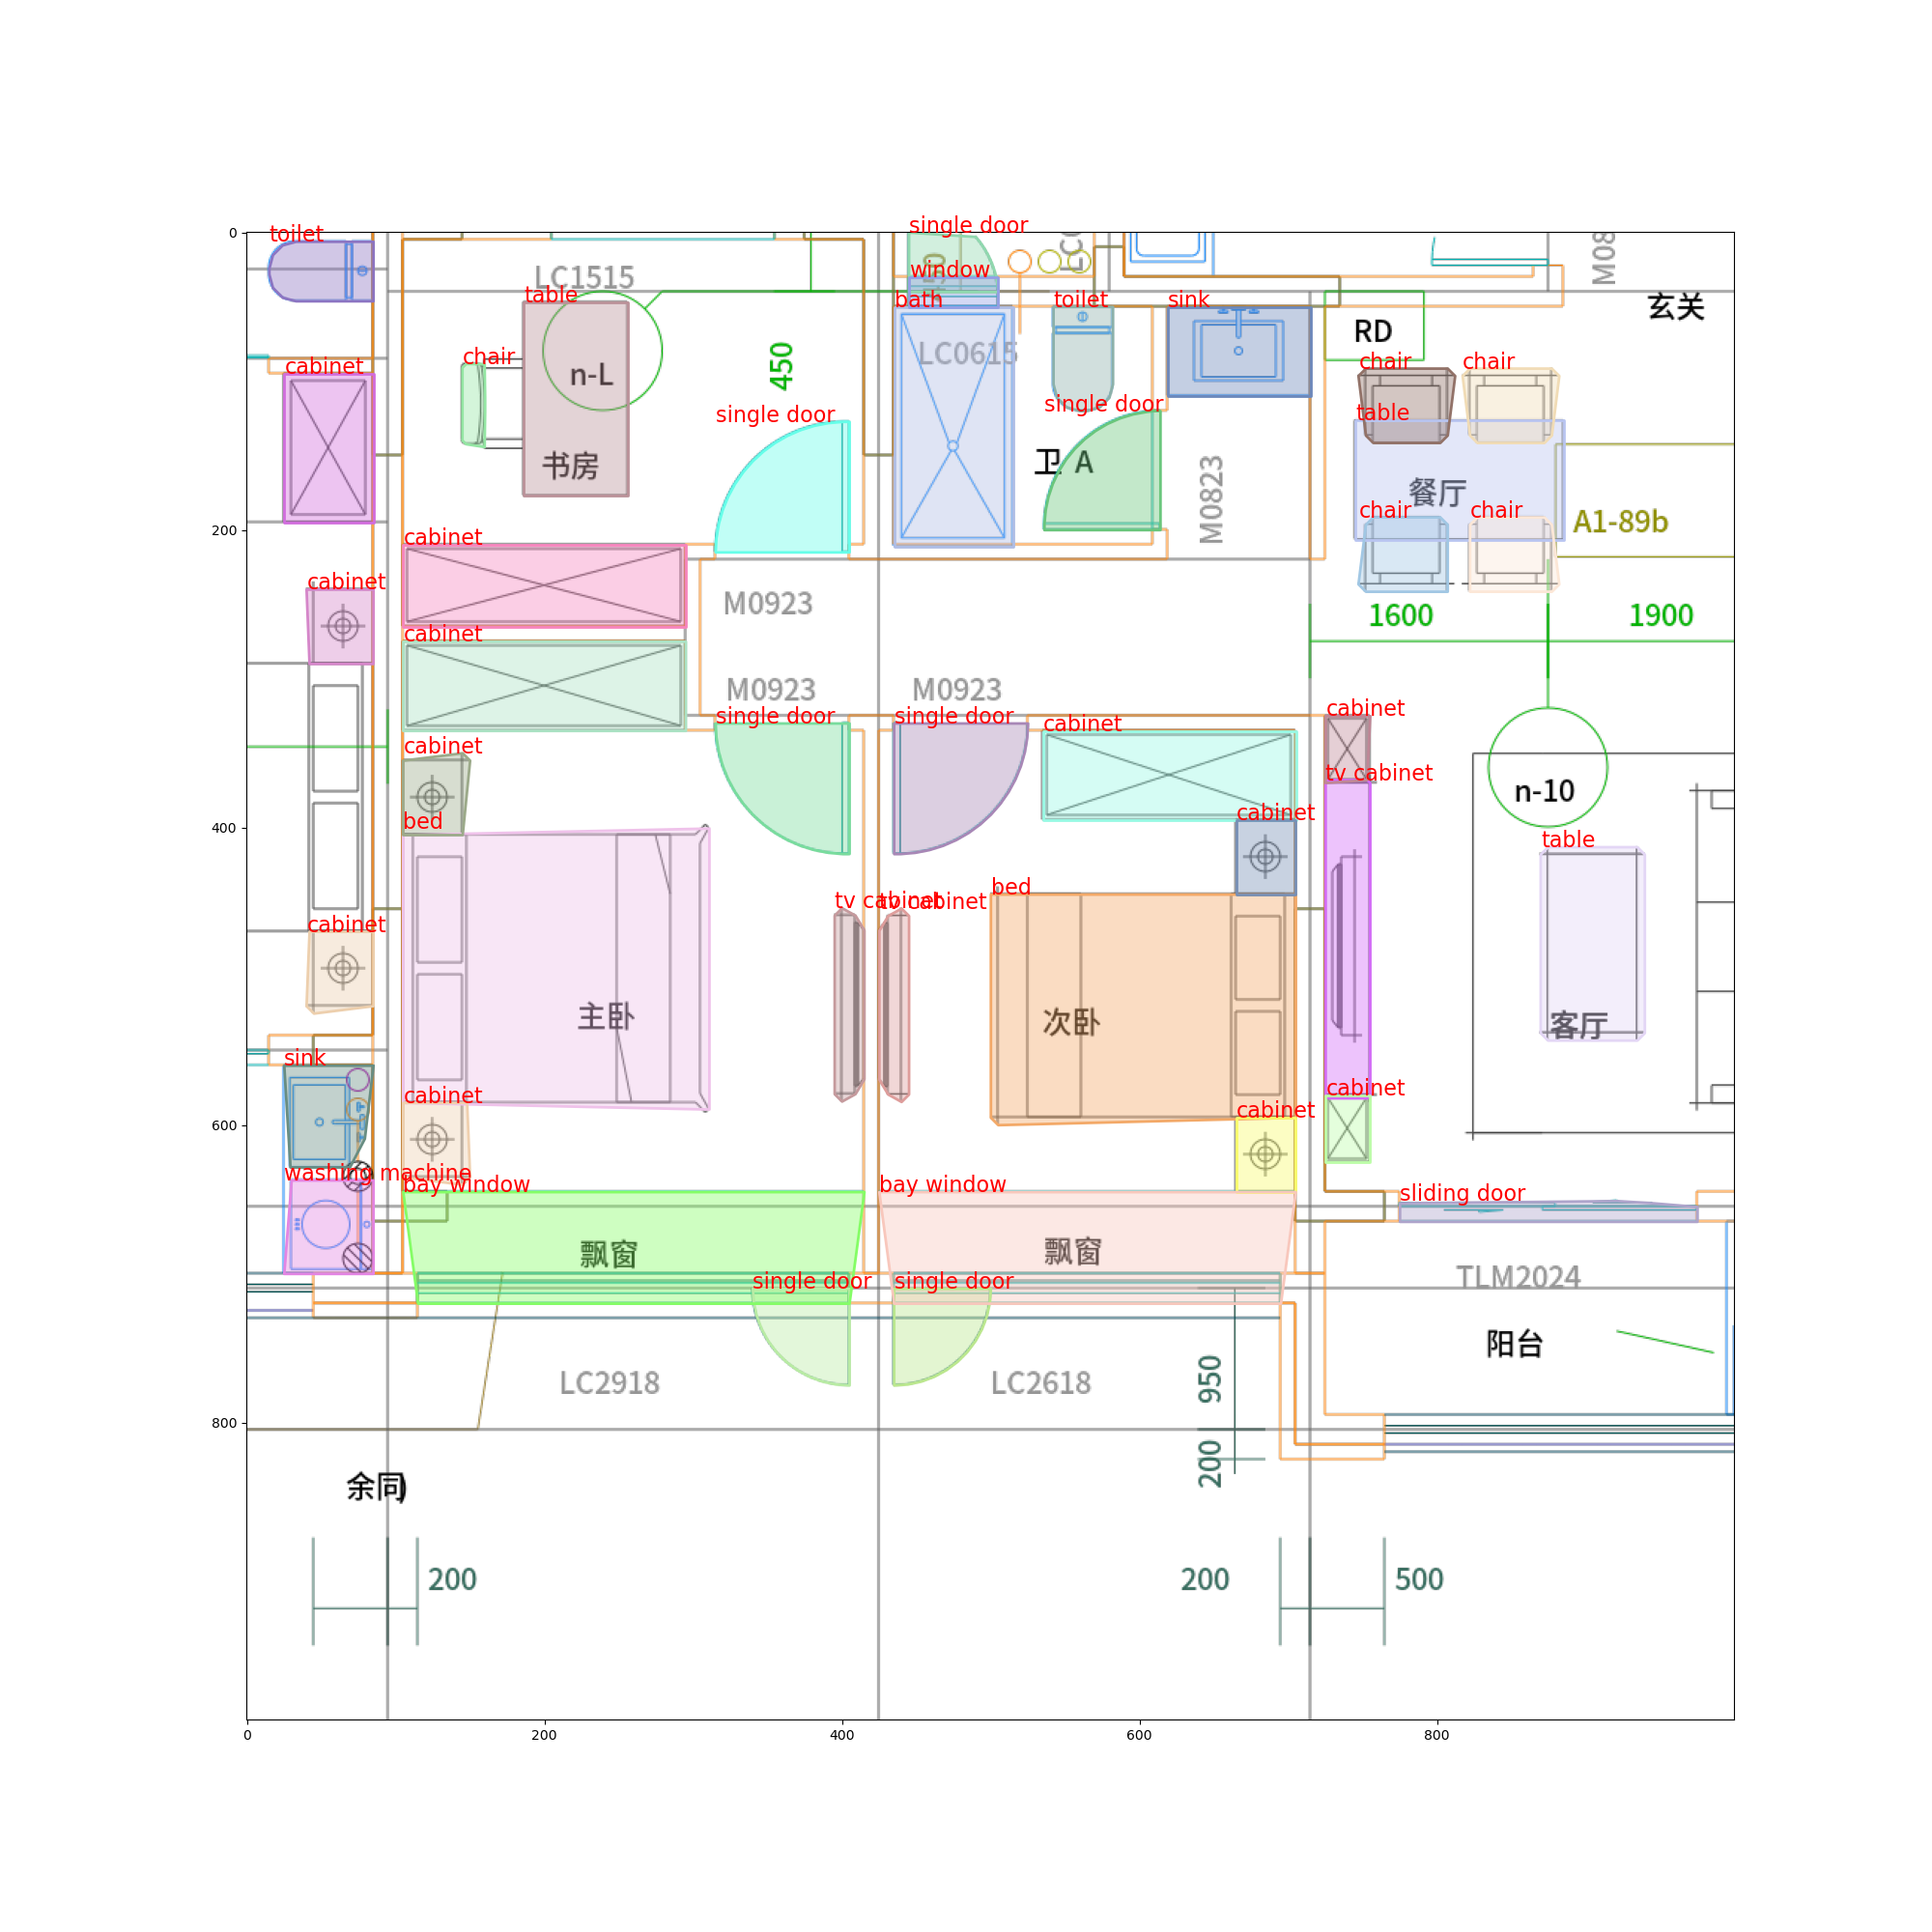 single door
toilet
LC1515
window
table
bath
toilet
sink
玄关
RD
LC0615
450
chair
n-L
cabinet
chair
chair
single door
single door
table
书房
卫 A
M0823
餐厅
A1-89b
chair
chair
cabinet
cabinet
M0923
1600
1900
cabinet
M0923
M0923
single door
single door
cabinet
cabinet
cabinet
tv cabinet
n-10
cabinet
bed
table
bed
tv cabinet
tv cabinet
cabinet
主卧
次卧
客厅
sink
cabinet
cabinet
cabinet
washing machine
bay window
bay window
sliding door
飘窗
飘窗
single door
single door
TLM2024
阳台
LC2918
LC2618
950
200
余同)
200
200
500
0
200
400
600
800
0
200
400
600
800